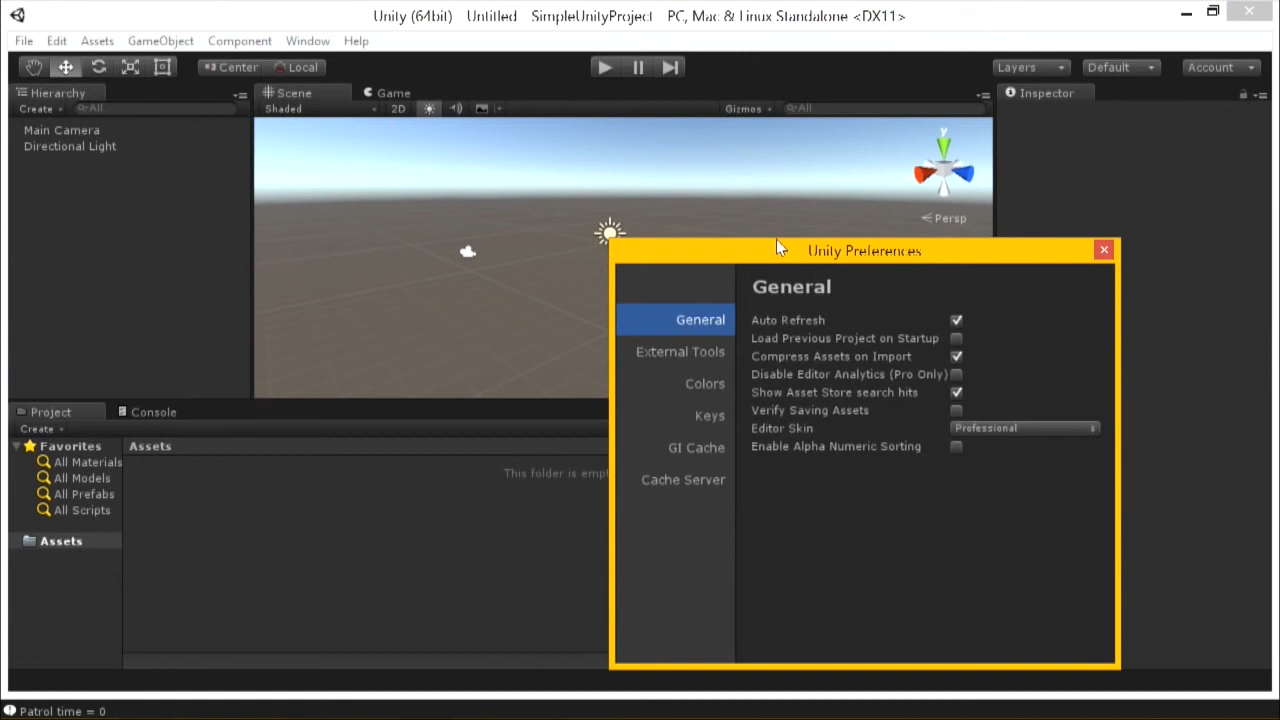 Unity (64bit) Untitled SimpleUnityProject PC, Mac & Linux Standalone <DX11>
File Edit Assets GameObject Component Window Help
Center Local Layers Default Account
Hierarchy Scene Game Inspector
Create All Shaded 2D Gizmos All
Main Camera
Directional Light
y
Persp
Unity Preferences
General
General
External Tools
Colors
Keys
GI Cache
Cache Server
Auto Refresh
Load Previous Project on Startup
Compress Assets on Import
Disable Editor Analytics (Pro Only)
Show Asset Store search hits
Verify Saving Assets
Editor Skin Professional
Enable Alpha Numeric Sorting
Project Console
Create
Favorites Assets
All Materials
This folder is
All Models
All Prefabs
All Scripts
Assets
Patrol time = 0